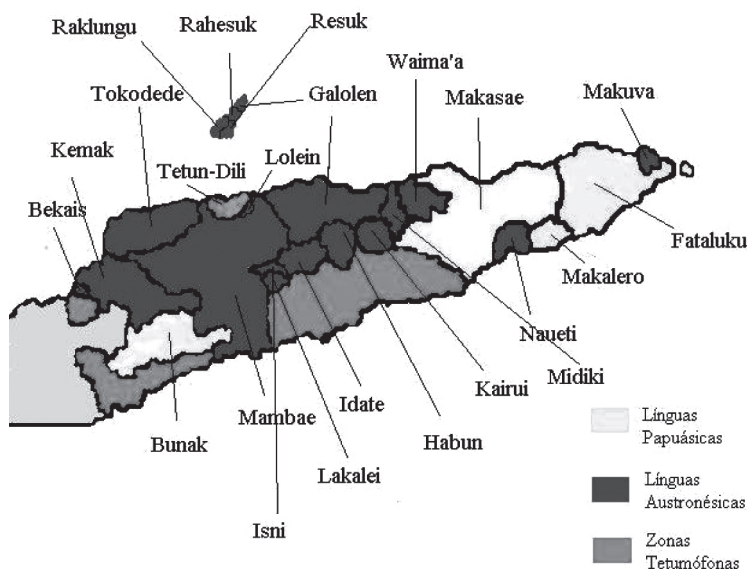 Raklungu
Rahesuk
Resuk
Waima'a
Tokodede
Galolen
Makasae
Makuva
Kemak
Tetun-Dili
Lolein
Bekais
Fataluku
Makalero
Naueti
Midiki
Kairui
Bunak
Mambae
Idate
Habun
Lakalei
Isni
Línguas
Papuásicas
Línguas
Austronésicas
Zonas
Tetumófonas